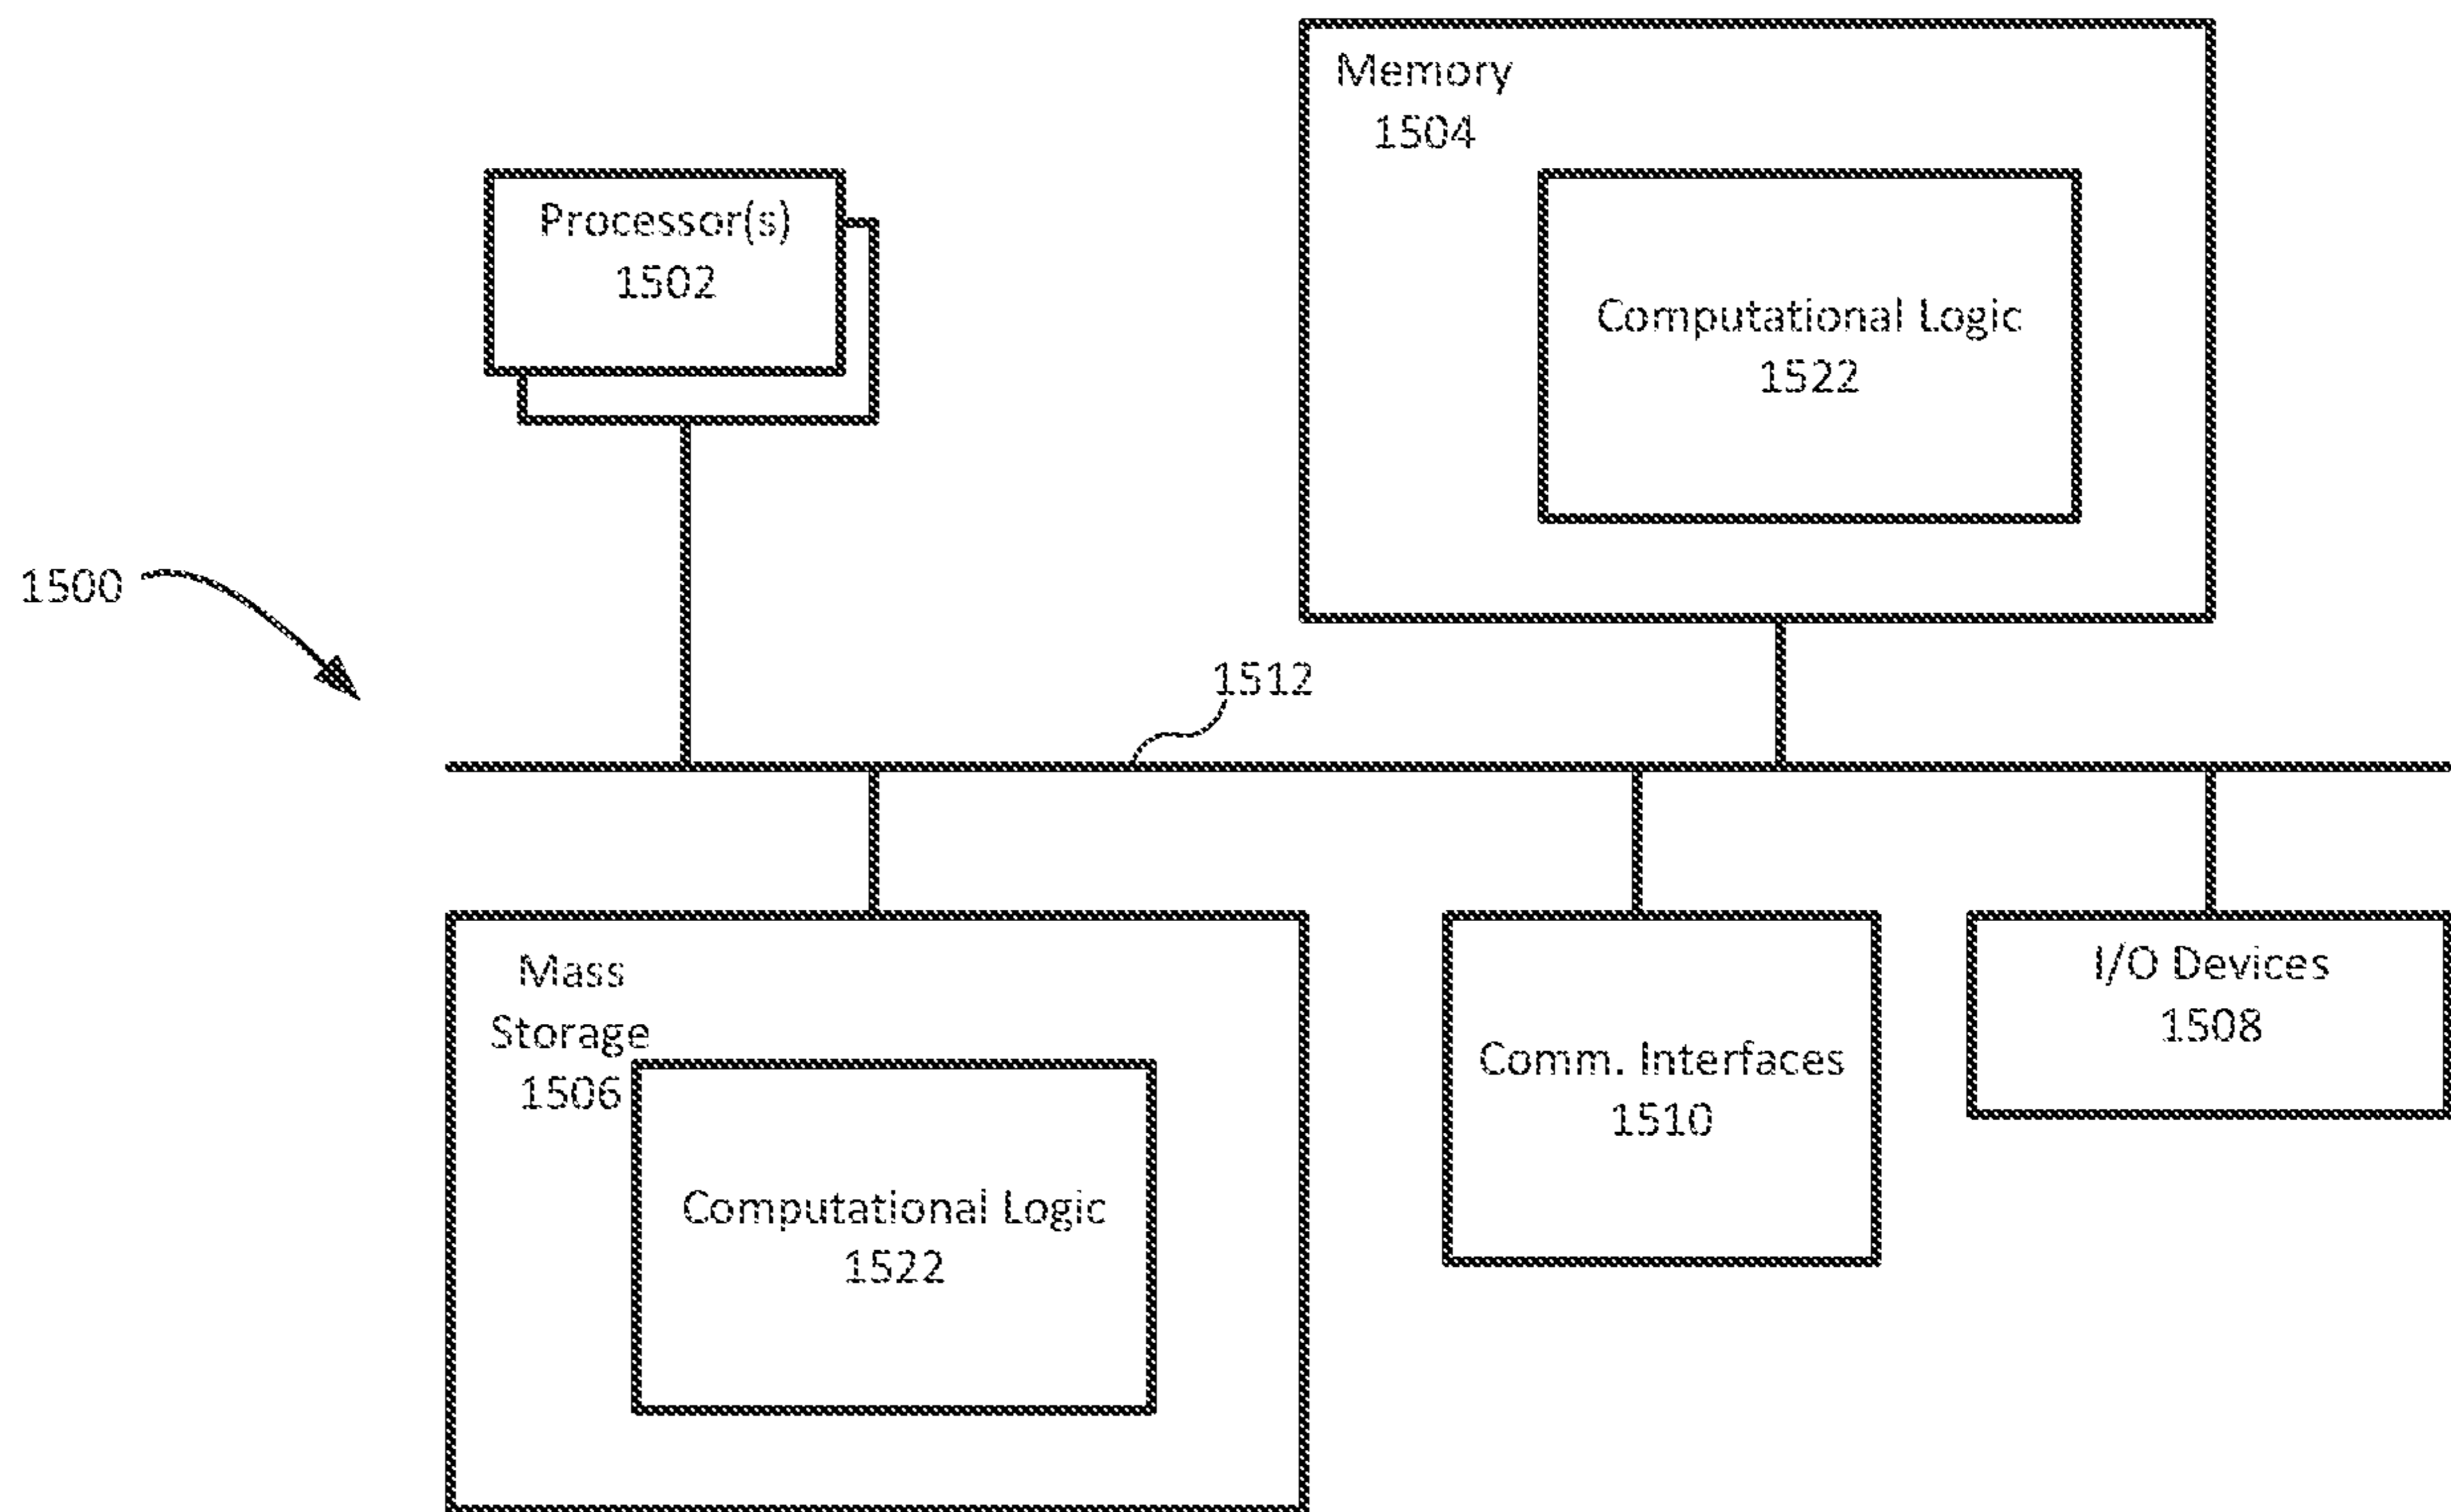 Memory
1504
Processor(s)
1502
Computational Logic
1522
1500
1512
Mass
Storage
1506
Computational Logic
1522
Comm. Interfaces
1510
I/O Devices
1508